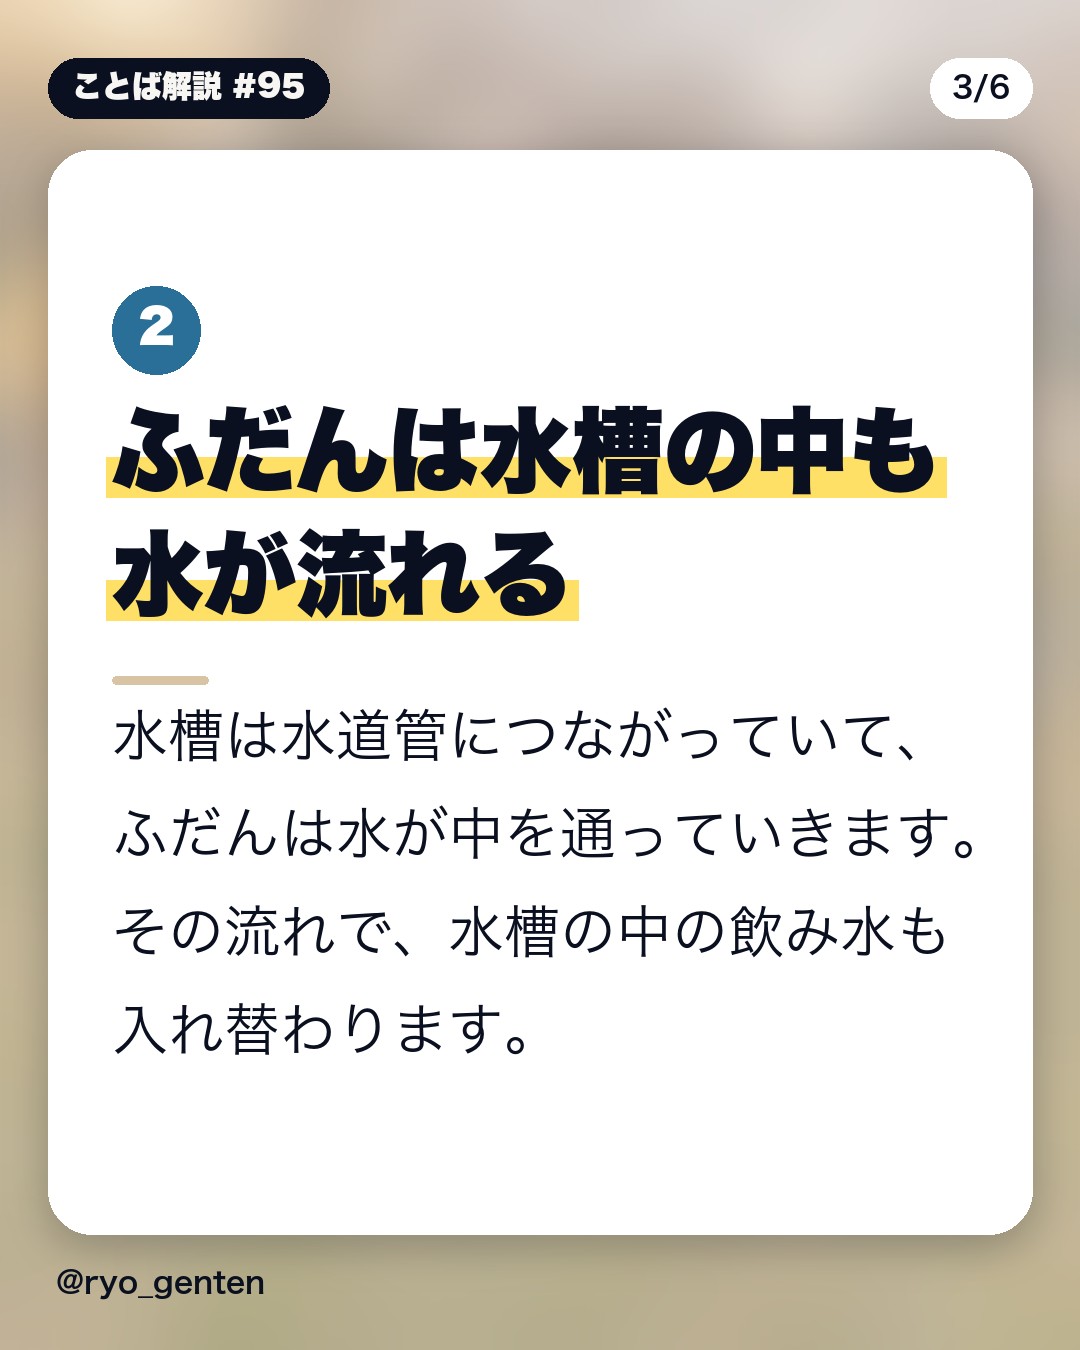 ことば解説 #95
3/6
2
ふだんは水槽の中も
水が流れる
水槽は水道管につながっていて、
ふだんは水が中を通っていきます。
その流れで、水槽の中の飲み水も
入れ替わります。
@ryo_genten